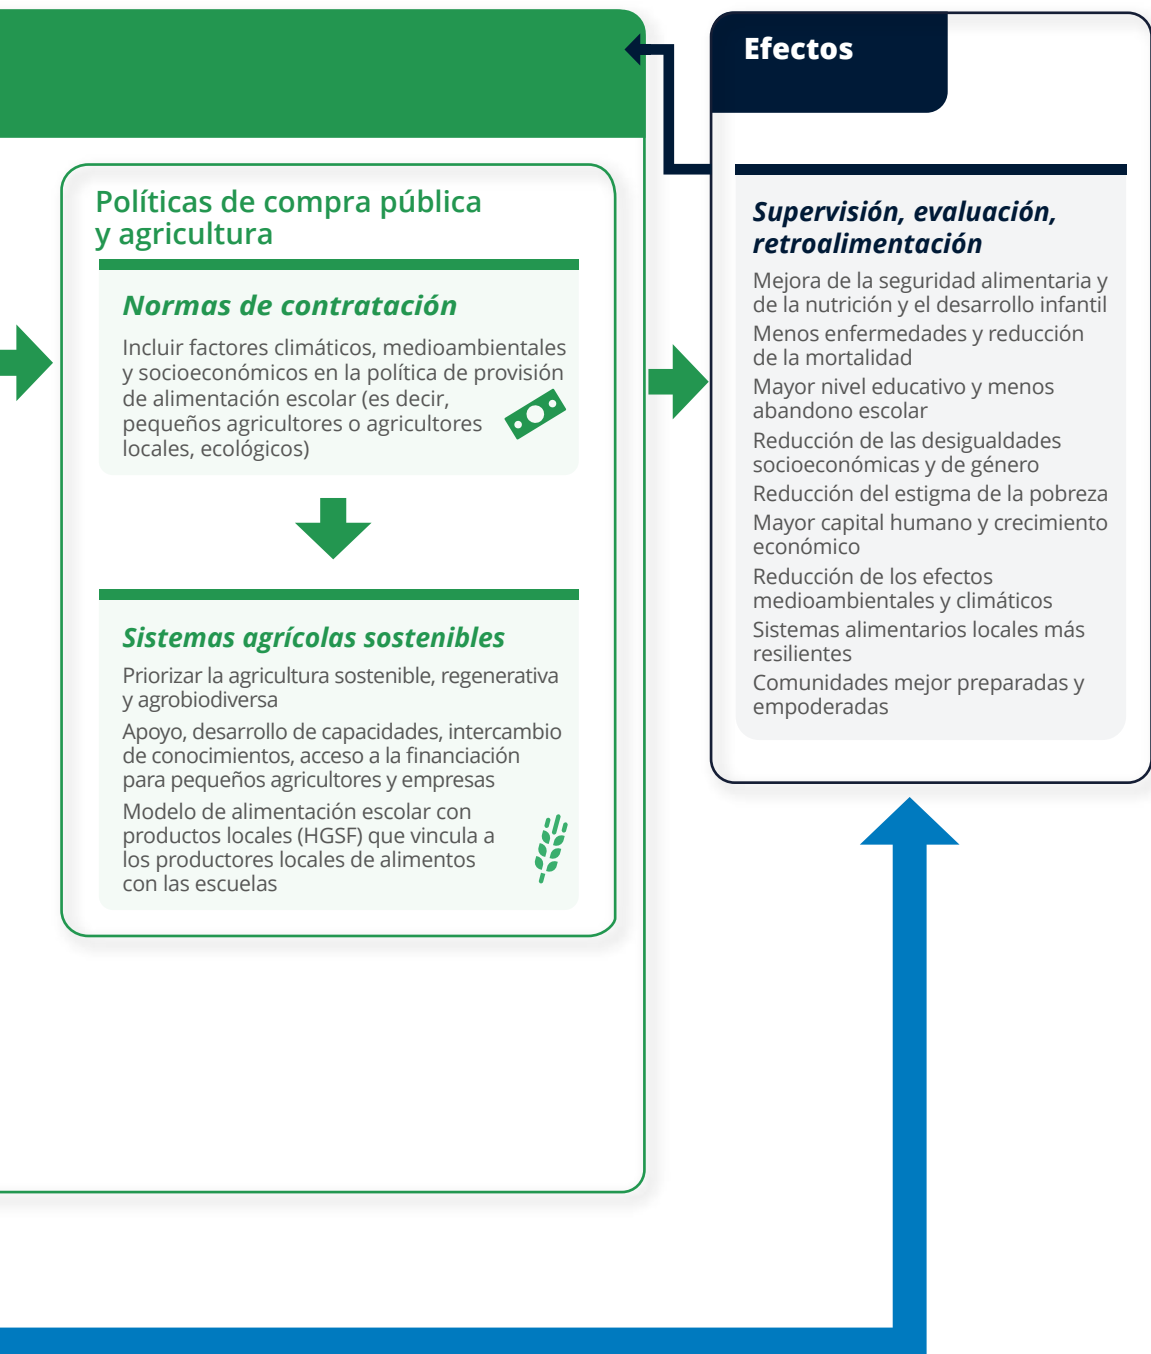 Políticas de compra pública
y agricultura
Normas de contratación
Incluir factores climáticos, medioambientales
y socioeconómicos en la política de provisión
de alimentación escolar (es decir,
pequeños agricultores o agricultores
locales, ecológicos)
Sistemas agrícolas sostenibles
Priorizar la agricultura sostenible, regenerativa
y agrobiodiversa
Apoyo, desarrollo de capacidades, intercambio
de conocimientos, acceso a la financiación
para pequeños agricultores y empresas
Modelo de alimentación escolar con
productos locales (HGSF) que vincula a
los productores locales de alimentos
con las escuelas
Efectos
Supervisión, evaluación,
retroalimentación
Mejora de la seguridad alimentaria y
de la nutrición y el desarrollo infantil
Menos enfermedades y reducción
de la mortalidad
Mayor nivel educativo y menos
abandono escolar
Reducción de las desigualdades
socioeconómicas y de género
Reducción del estigma de la pobreza
Mayor capital humano y crecimiento
económico
Reducción de los efectos
medioambientales y climáticos
Sistemas alimentarios locales más
resilientes
Comunidades mejor preparadas y
empoderadas